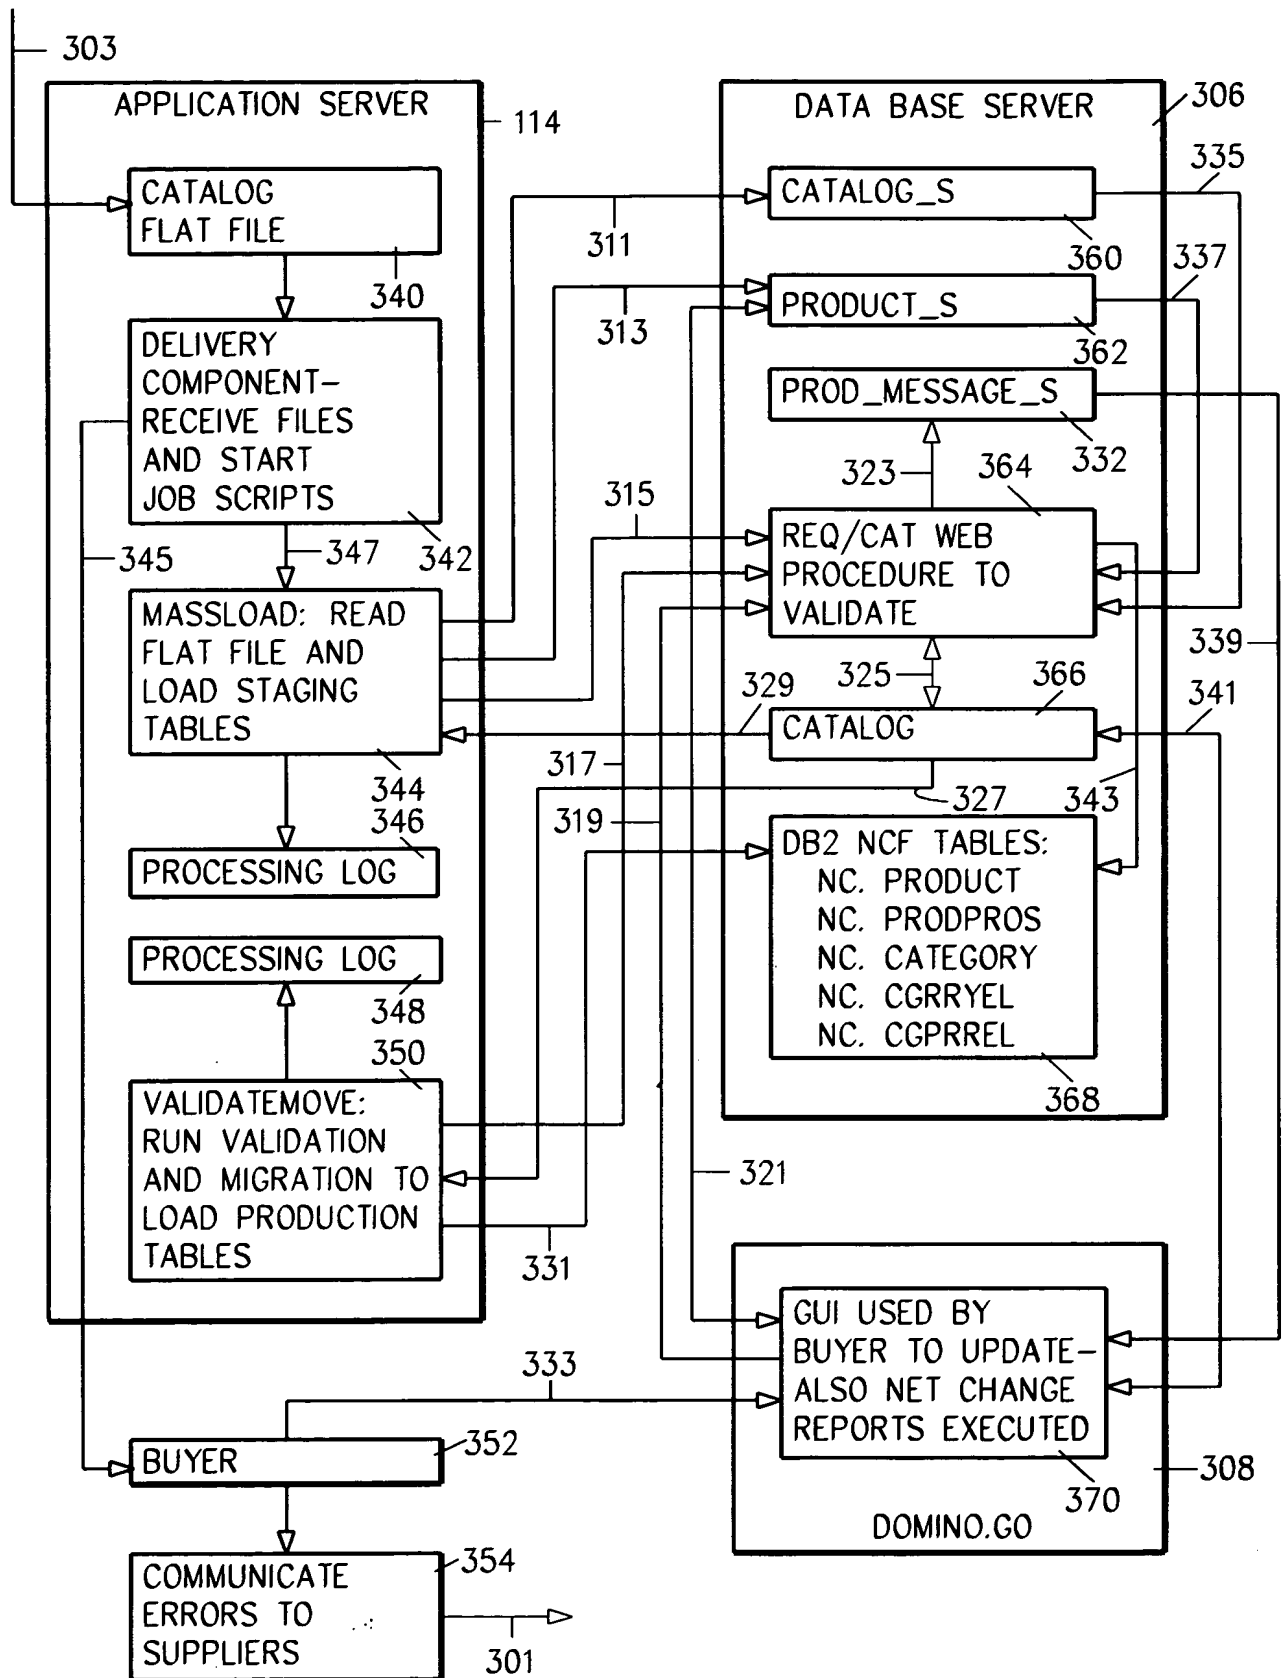 303
APPLICATION SERVER
114
CATALOG
FLAT FILE
340
DELIVERY
COMPONENT-
RECEIVE FILES
AND START
JOB SCRIPTS
342
345
347
MASSLOAD: READ
FLAT FILE AND
LOAD STAGING
TABLES
344
346
PROCESSING LOG
PROCESSING LOG
348
350
VALIDATEMOVE:
RUN VALIDATION
AND MIGRATION TO
LOAD PRODUCTION
TABLES
311
313
315
329
317
319
327
331
321
333
DATA BASE SERVER
306
335
CATALOG_S
360
337
PRODUCT_S
362
PROD_MESSAGE_S
332
323
364
REQ/CAT WEB
PROCEDURE TO
VALIDATE
339
325
366
341
CATALOG
343
DB2 NCF TABLES:
NC. PRODUCT
NC. PRODPROS
NC. CATEGORY
NC. CGRRYEL
NC. CGPRREL
368
GUI USED BY
BUYER TO UPDATE-
ALSO NET CHANGE
REPORTS EXECUTED
370
308
DOMINO.GO
BUYER
352
COMMUNICATE
ERRORS TO
SUPPLIERS
354
301